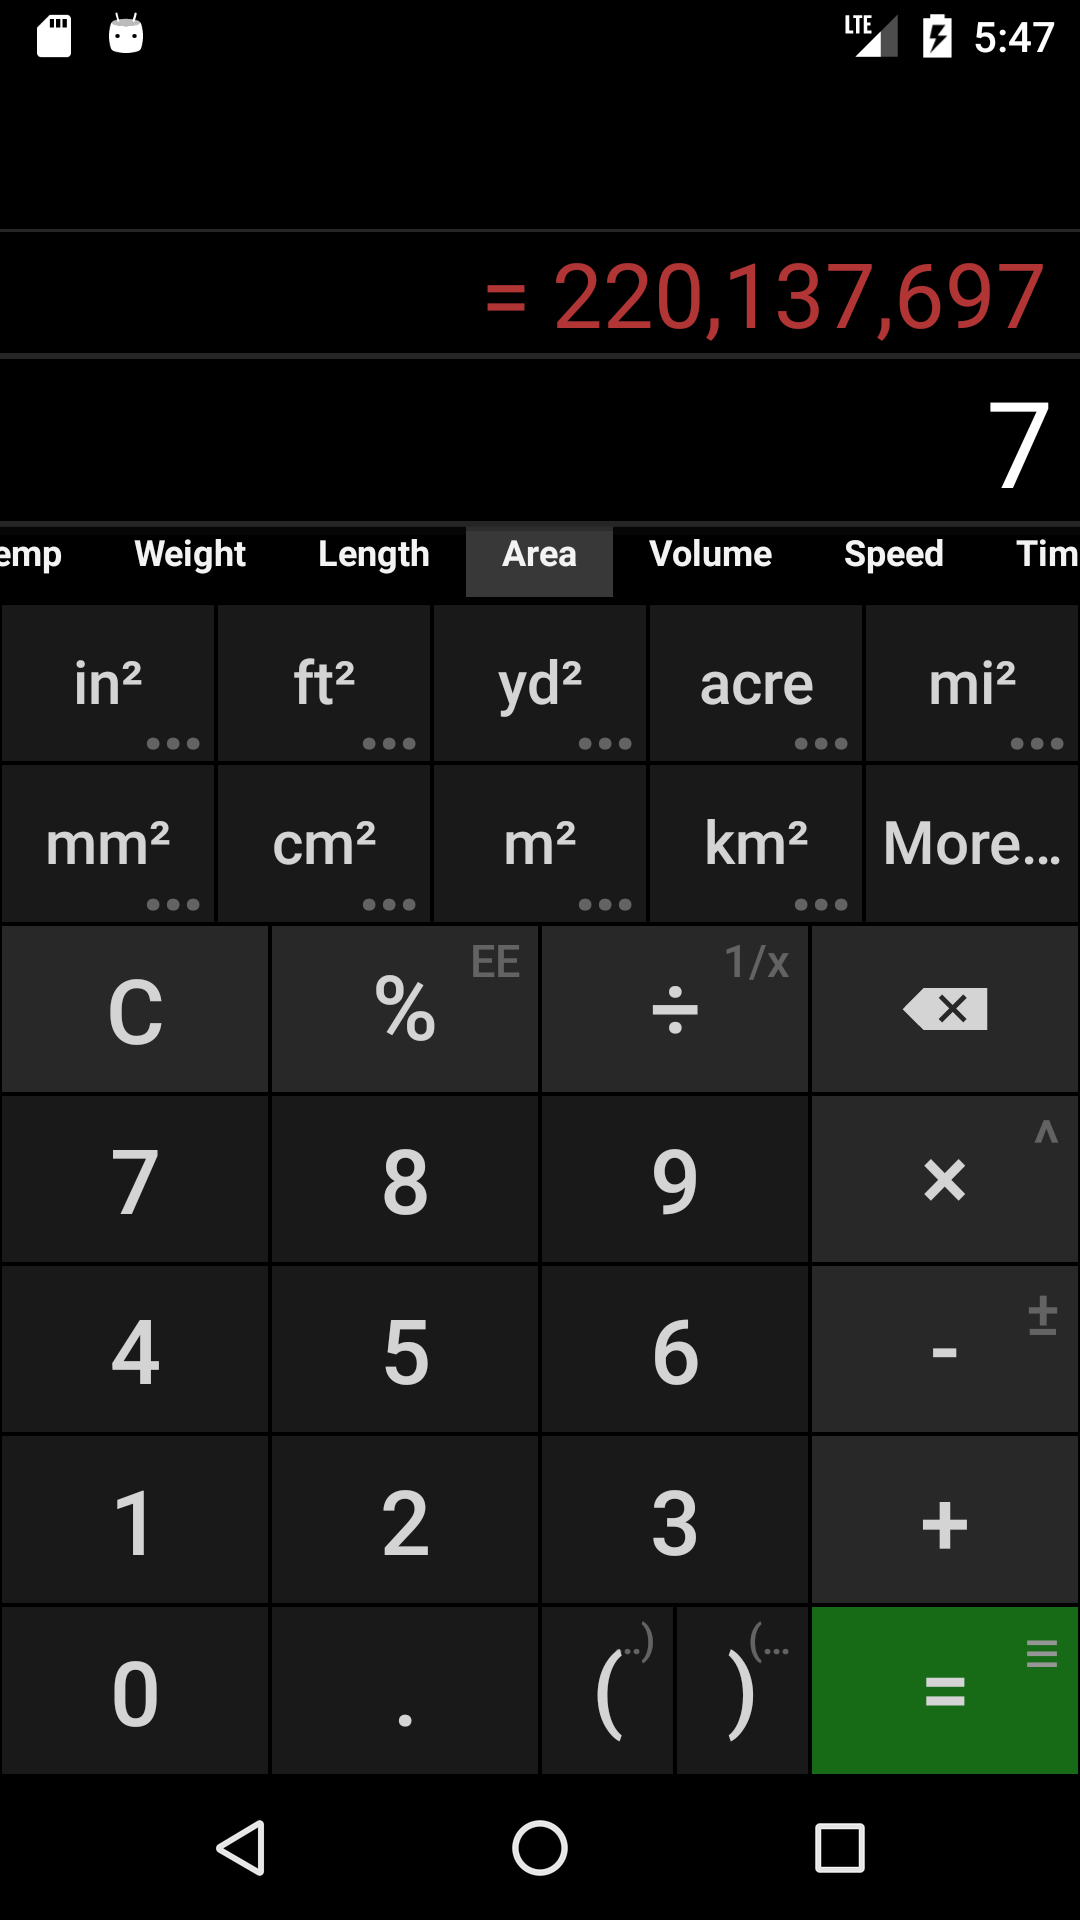 LTE 5:47
= 220,137,697
7
emp Weight Length Area Volume Speed Tim
in² ft² yd² acre mi²
mm² cm² m² km² More...
C % EE ÷ 1/x
7 8 9 × ^
4 5 6 - ±
1 2 3 +
0 . ( ..) ) (... =